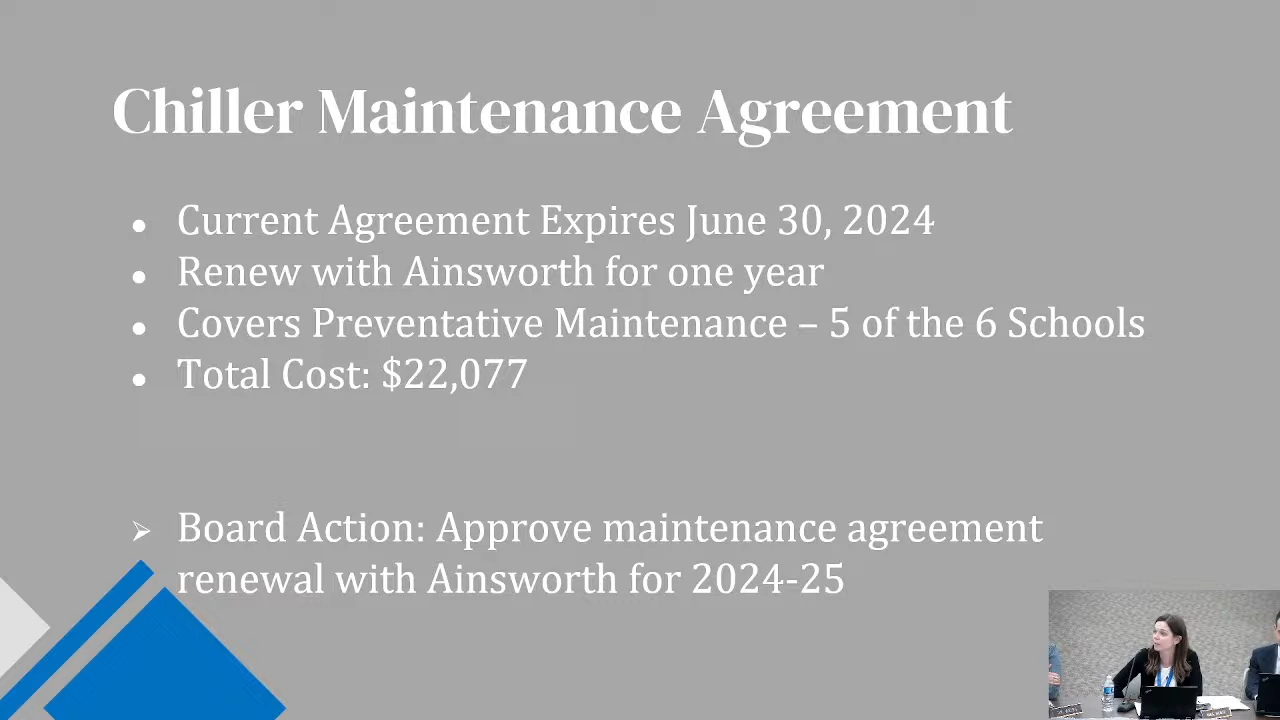 Chiller Maintenance Agreement
● Current Agreement Expires June 30, 2024
● Renew with Ainsworth for one year
● Covers Preventative Maintenance – 5 of the 6 Schools
● Total Cost: $22,077
➢ Board Action: Approve maintenance agreement
renewal with Ainsworth for 2024-25